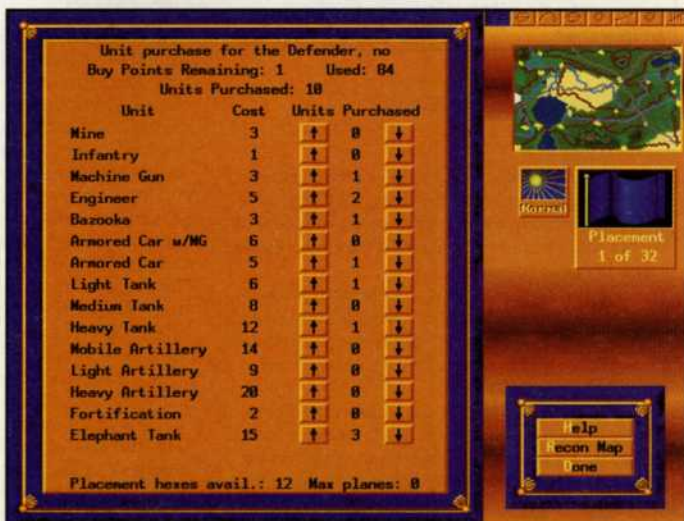 Unit purchase for the Defender, no
Buy Points Remaining: 1 Used: 84
Units Purchased: 10
Unit Cost Units Purchased
Mine 3 0
Infantry 1 0
Machine Gun 3 1
Engineer 5 2
Bazooka 3 1
Armored Car w/MG 6 0
Armored Car 5 1
Light Tank 6 1
Medium Tank 8 0
Heavy Tank 12 1
Mobile Artillery 14 0
Light Artillery 9 0
Heavy Artillery 20 0
Fortification 2 0
Elephant Tank 15 3
Placement hexes avail.: 12 Max planes: 0
Normal
Placement
1 of 32
Help
Recon Map
Done